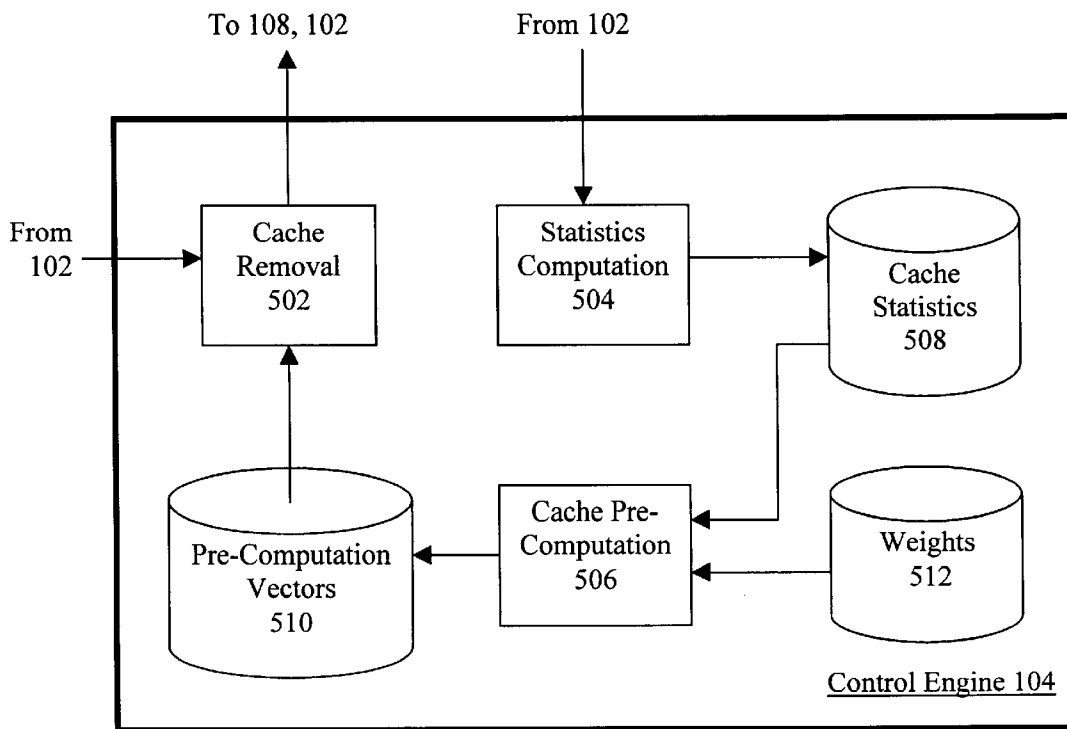 To 108, 102
From 102
From
102
Cache
Removal
502
Statistics
Computation
504
Cache
Statistics
508
Pre-Computation
Vectors
510
Cache Pre-
Computation
506
Weights
512
Control Engine 104